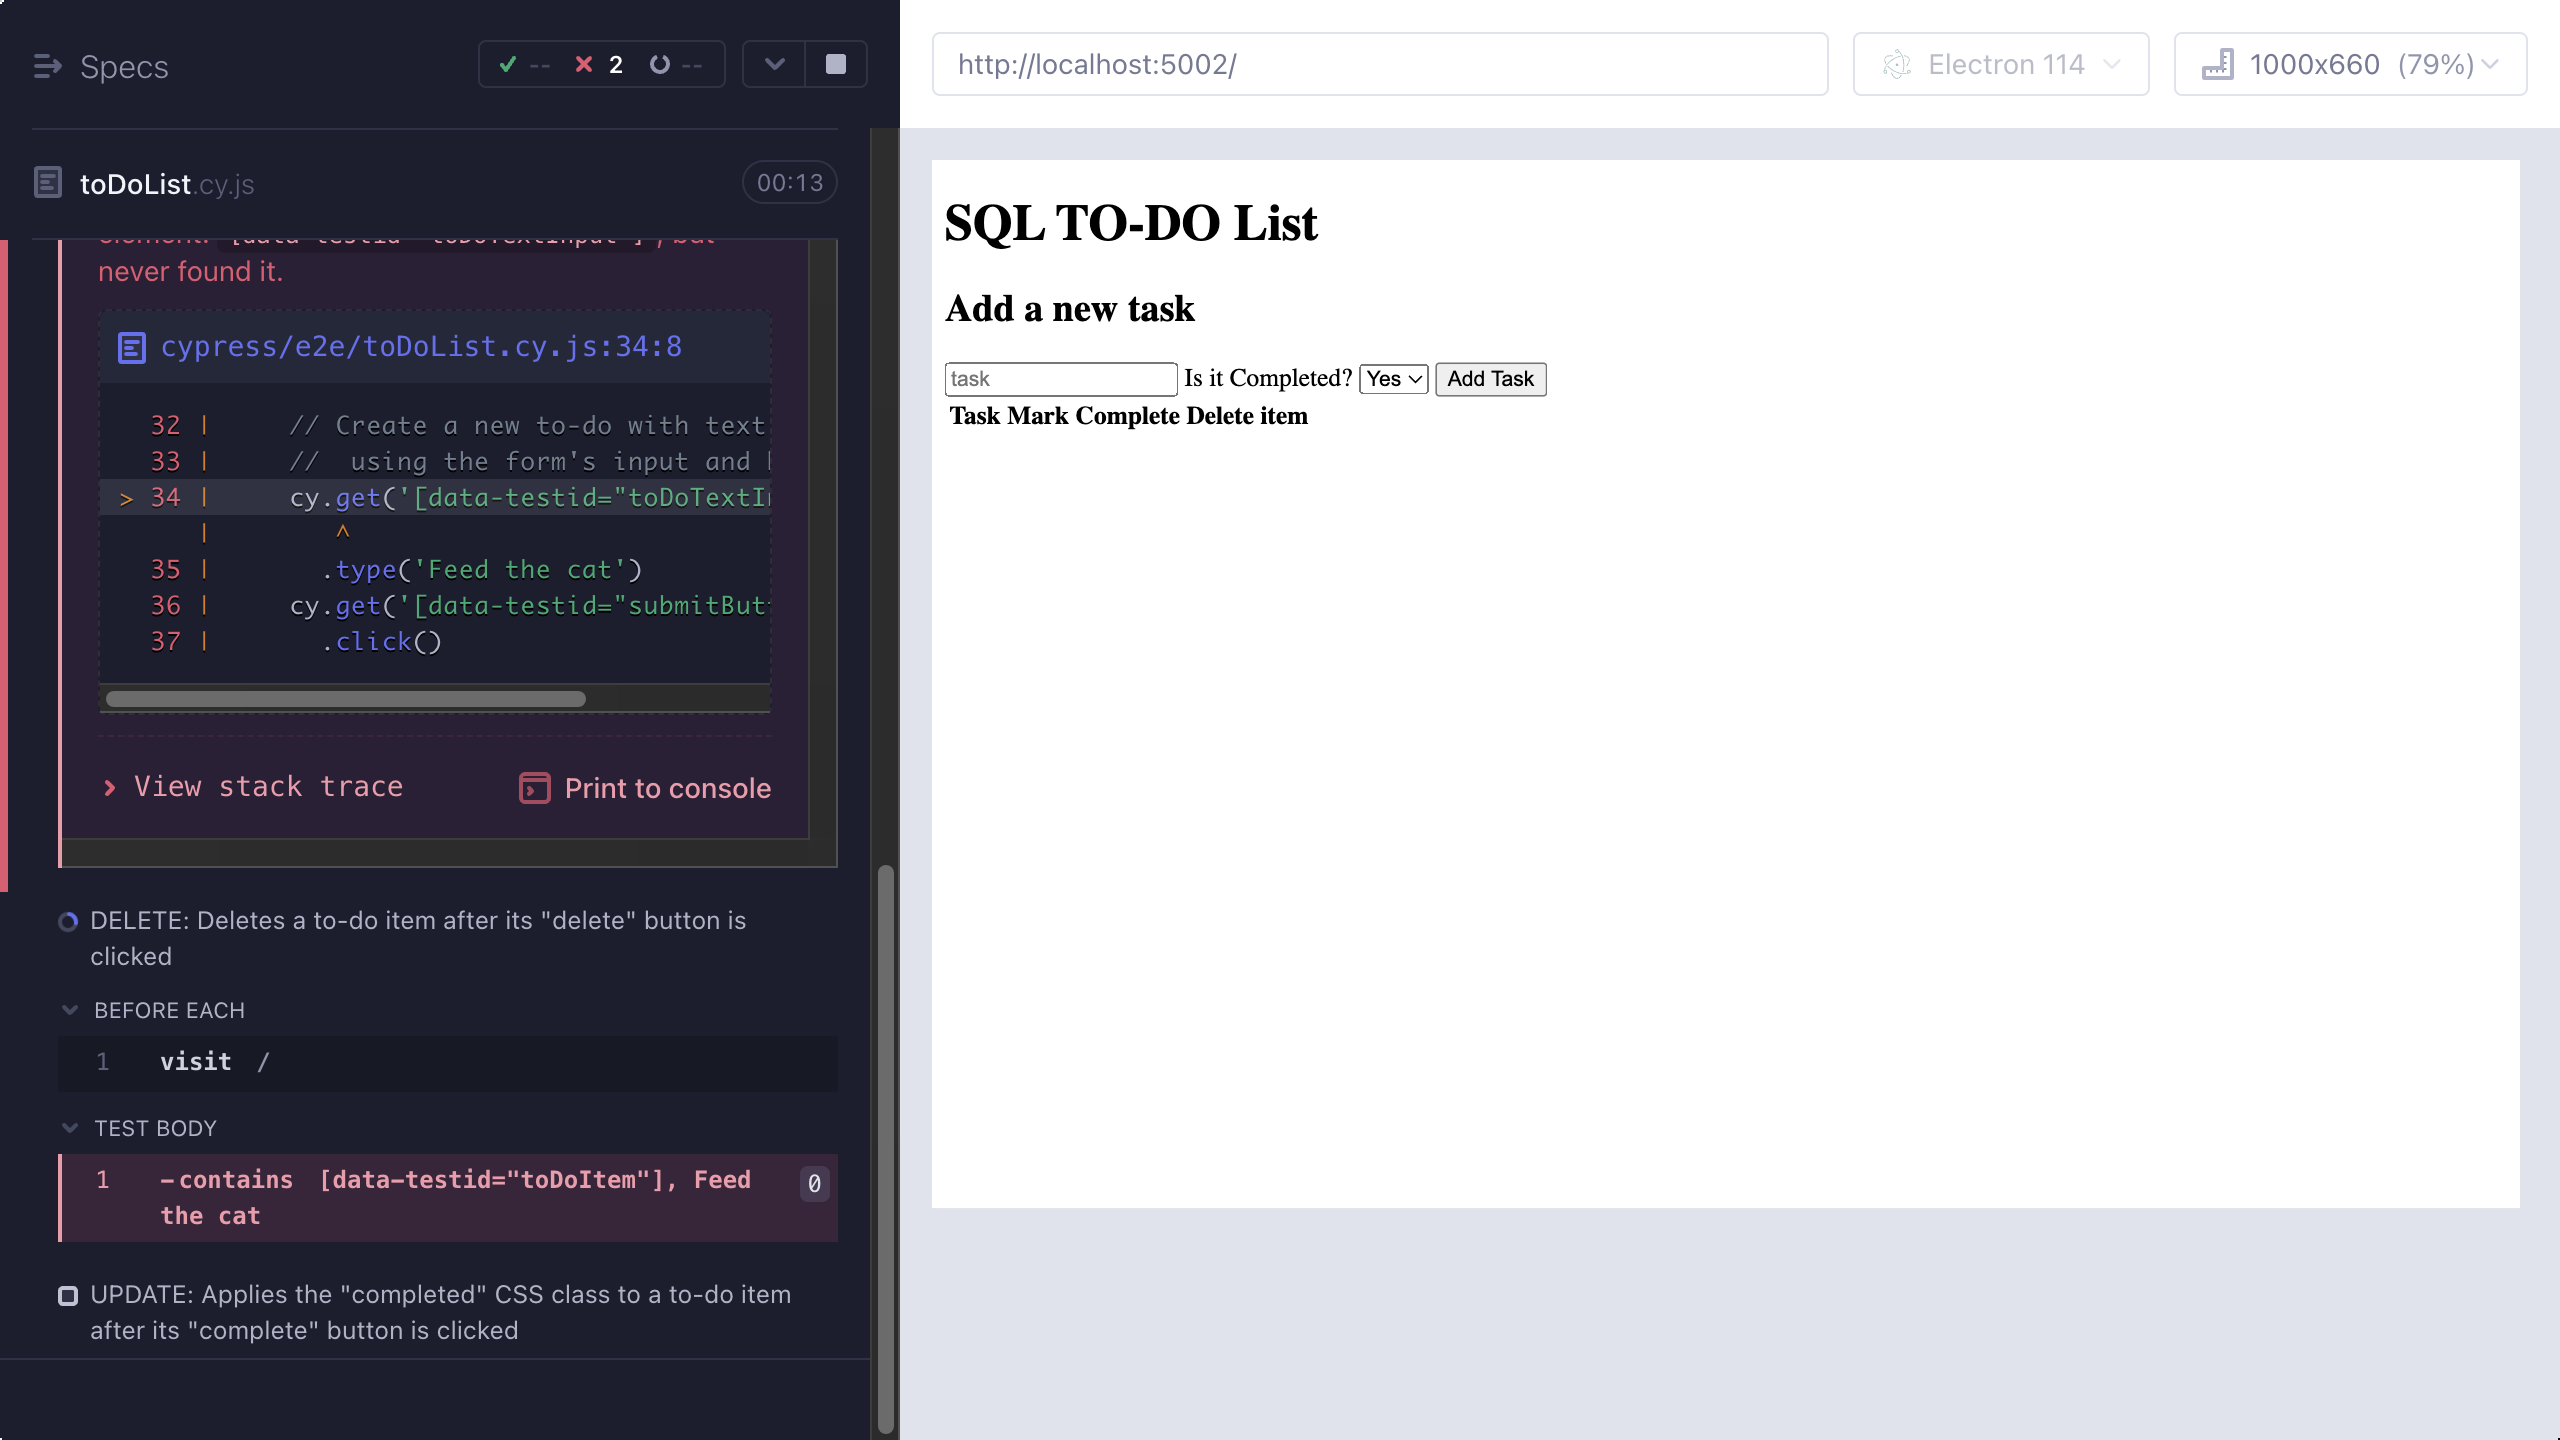 Specs
-- 2 --
toDoList.cy.js 00:13
never found it.
cypress/e2e/toDoList.cy.js:34:8
32 | // Create a new to-do with text
33 | // using the form's input and
> 34 | cy.get('[data-testid="toDoTextI
| ^
35 | .type('Feed the cat')
36 | cy.get('[data-testid="submitBut
37 | .click()
View stack trace
Print to console
DELETE: Deletes a to-do item after its "delete" button is
clicked
BEFORE EACH
1 visit /
TEST BODY
1 -contains [data-testid="toDoItem"], Feed 0
the cat
UPDATE: Applies the "completed" CSS class to a to-do item
after its "complete" button is clicked
http://localhost:5002/
Electron 114
1000x660 (79%)
SQL TO-DO List
Add a new task
task Is it Completed? Yes Add Task
Task Mark Complete Delete item